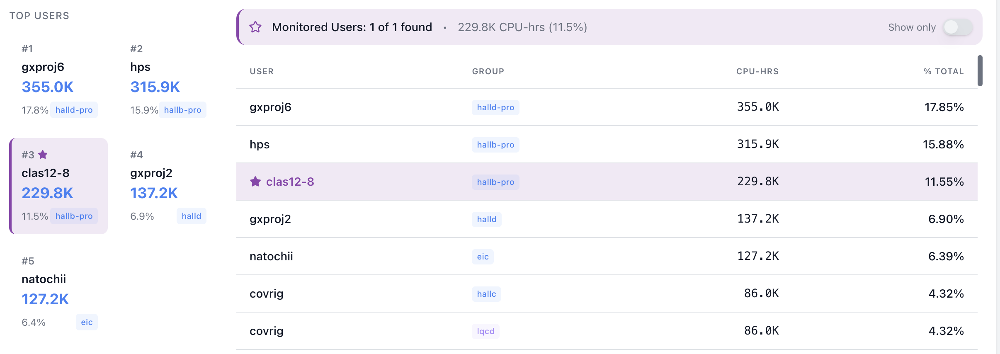 TOP USERS
#1
gxproj6
355.0K
17.8% halld-pro
#2
hps
315.9K
15.9% hallb-pro
#3
clas12-8
229.8K
11.5% hallb-pro
#4
gxproj2
137.2K
6.9% halld
#5
natochii
127.2K
6.4% eic
Monitored Users: 1 of 1 found • 229.8K CPU-hrs (11.5%) Show only
USER GROUP CPU-HRS % TOTAL
gxproj6 halld-pro 355.0K 17.85%
hps hallb-pro 315.9K 15.88%
clas12-8 hallb-pro 229.8K 11.55%
gxproj2 halld 137.2K 6.90%
natochii eic 127.2K 6.39%
covrig hallc 86.0K 4.32%
covrig lqcd 86.0K 4.32%